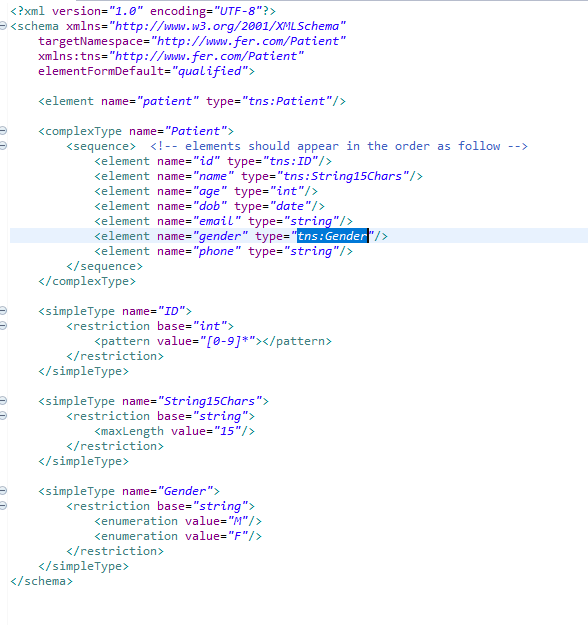 <?xml version="1.0" encoding="UTF-8"?>
<schema xmlns="http://www.w3.org/2001/XMLSchema"
targetNamespace="http://www.fer.com/Patient"
xmlns:tns="http://www.fer.com/Patient"
elementFormDefault="qualified">
<element name="patient" type="tns:Patient"/>
<complexType name="Patient">
<sequence> <!-- elements should appear in the order as follow -->
<element name="id" type="tns:ID"/>
<element name="name" type="tns:String15Chars"/>
<element name="age" type="int"/>
<element name="dob" type="date"/>
<element name="email" type="string"/>
<element name="gender" type="tns:Gender"/>
<element name="phone" type="string"/>
</sequence>
</complexType>
<simpleType name="ID">
<restriction base="int">
<pattern value="[0-9]*"></pattern>
</restriction>
</simpleType>
<simpleType name="String15Chars">
<restriction base="string">
<maxLength value="15"/>
</restriction>
</simpleType>
<simpleType name="Gender">
<restriction base="string">
<enumeration value="M"/>
<enumeration value="F"/>
</restriction>
</simpleType>
</schema>